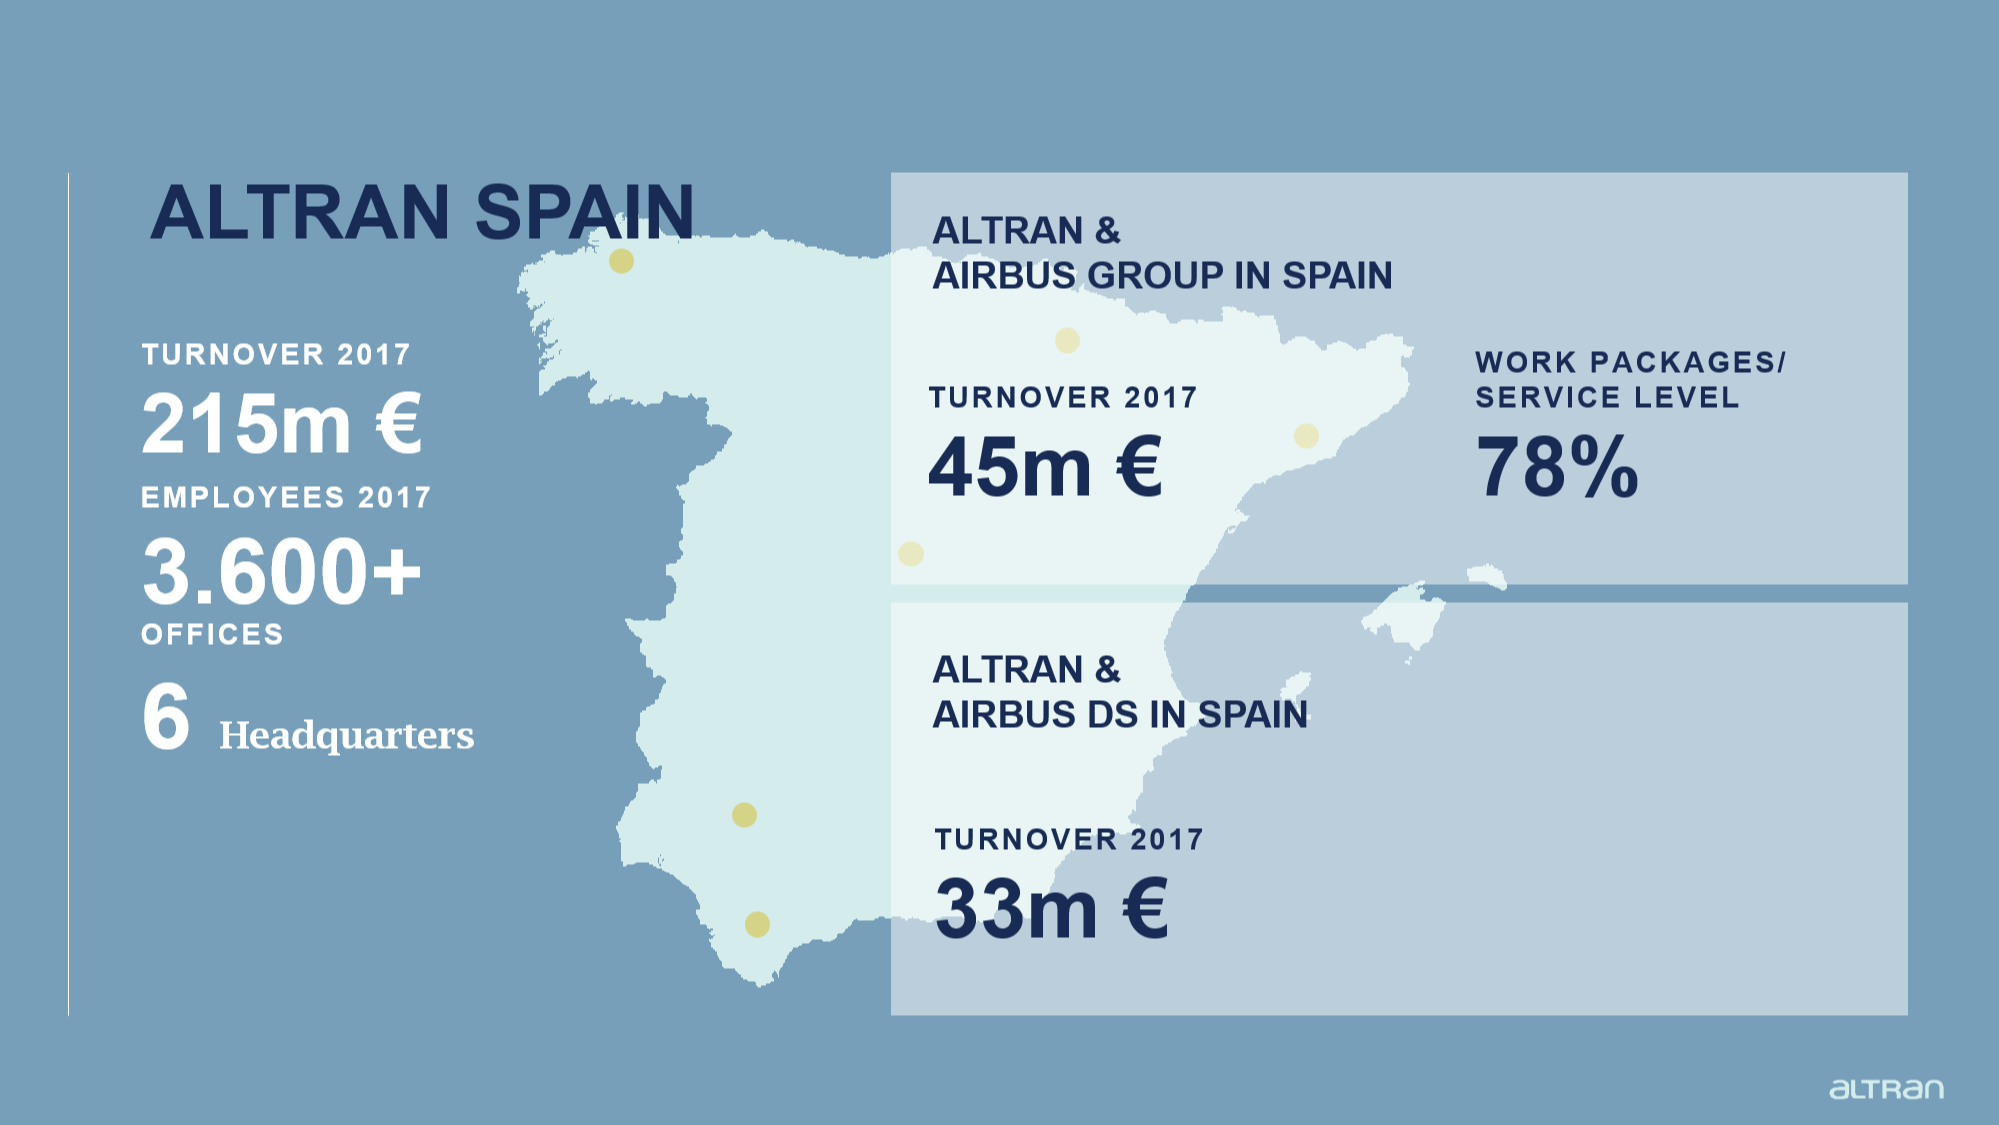 ALTRAN SPAIN
TURNOVER 2017
215m €
EMPLOYEES 2017
3.600+
OFFICES
6 Headquarters
ALTRAN &
AIRBUS GROUP IN SPAIN
TURNOVER 2017
45m €
WORK PACKAGES/
SERVICE LEVEL
78%
ALTRAN &
AIRBUS DS IN SPAIN
TURNOVER 2017
33m €
altran